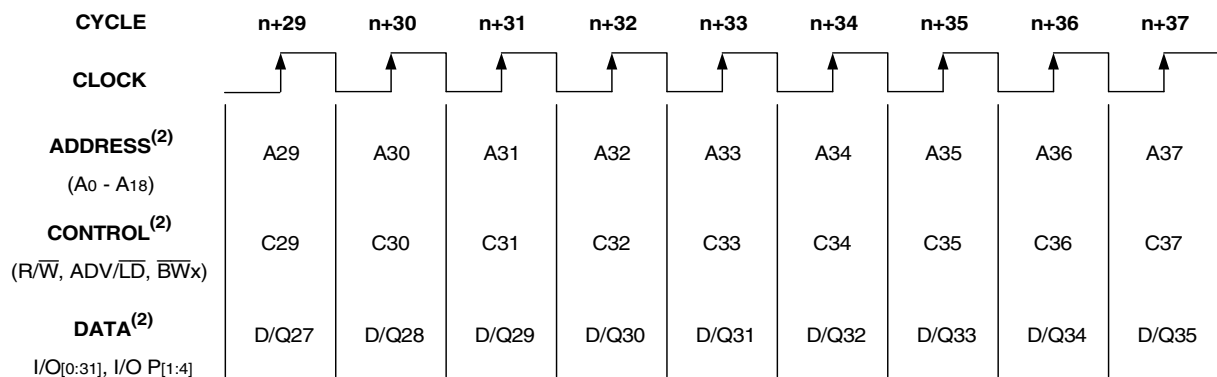 CYCLE n+29 n+30 n+31 n+32 n+33 n+34 n+35 n+36 n+37
CLOCK
ADDRESS(2) A29 A30 A31 A32 A33 A34 A35 A36 A37
(A0 - A18)
CONTROL(2) C29 C30 C31 C32 C33 C34 C35 C36 C37
(R/W̅, ADV/L̅D̅, B̅W̅x)
DATA(2) D/Q27 D/Q28 D/Q29 D/Q30 D/Q31 D/Q32 D/Q33 D/Q34 D/Q35
I/O[0:31], I/O P[1:4]